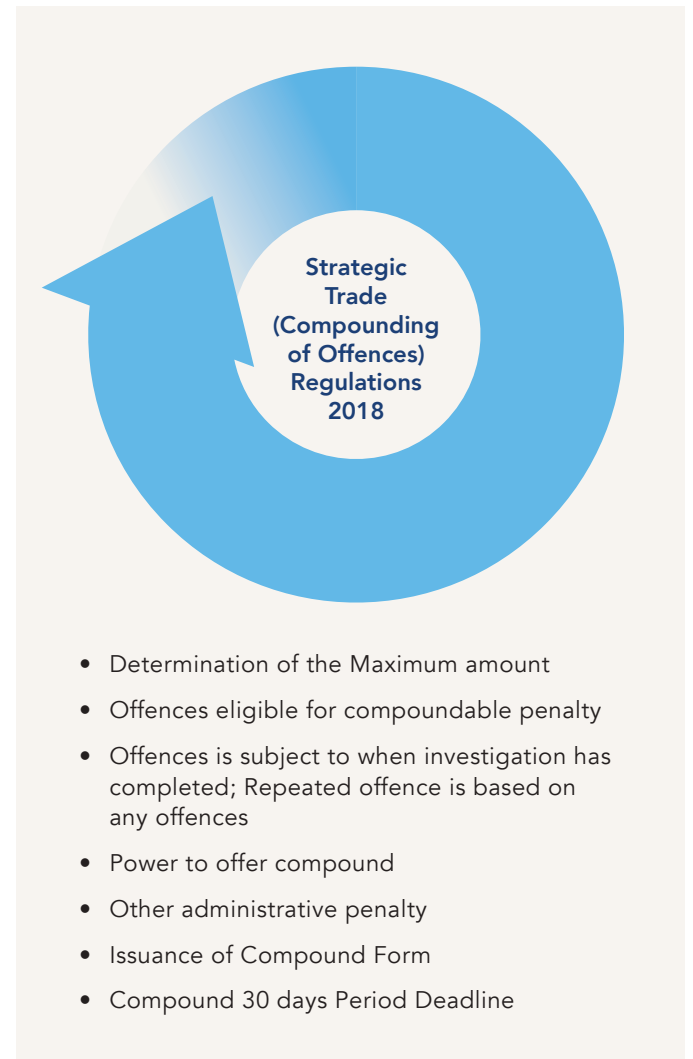 Strategic
Trade
(Compounding
of Offences)
Regulations
2018
• Determination of the Maximum amount
• Offences eligible for compoundable penalty
• Offences is subject to when investigation has
completed; Repeated offence is based on
any offences
• Power to offer compound
• Other administrative penalty
• Issuance of Compound Form
• Compound 30 days Period Deadline